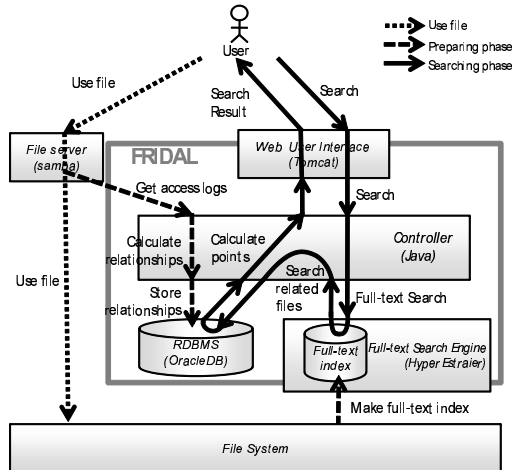 User
Use file
Preparing phase
Searching phase
Use file
Search
Result
Search
File server
(samba)
FRIDAL
Web User Interface
(Tomcat)
Get access logs
Search
Calculate
relationships
Calculate
points
Controller
(Java)
Use file
Store
relationships
Search
related
files
Full-text Search
RDBMS
(OracleDB)
Full-text
index
Full-text Search Engine
(Hyper Estraier)
Make full-text index
File System